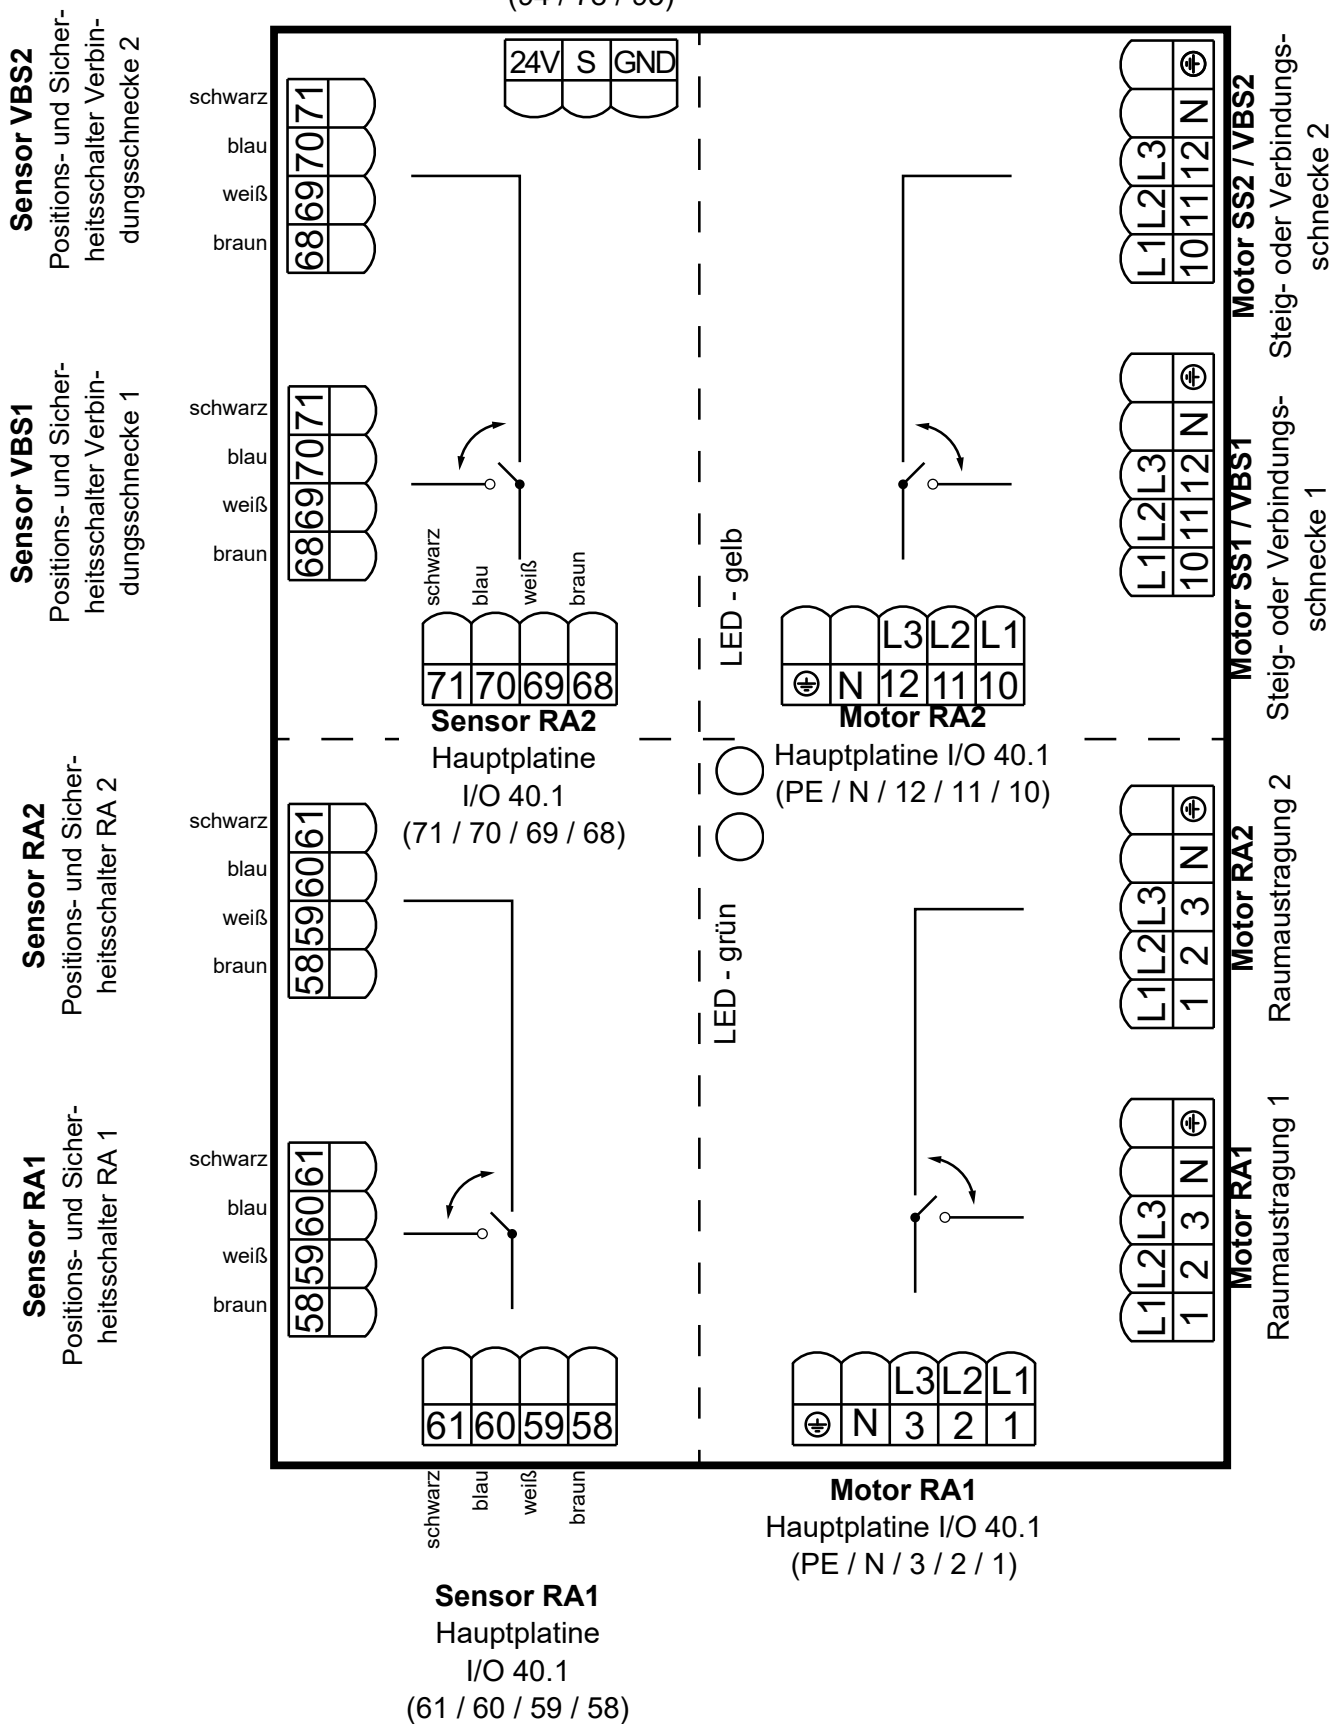 24V S GND
Sensor VBS2
Positions- und Sicher-
heitsschalter Verbin-
dungsschnecke 2
schwarz 71
blau 70
weiß 69
braun 68
Sensor VBS1
Positions- und Sicher-
heitsschalter Verbin-
dungsschnecke 1
schwarz 71
blau 70
weiß 69
braun 68
schwarz
blau
weiß
braun
71 70 69 68
Sensor RA2
Hauptplatine
I/O 40.1
(71 / 70 / 69 / 68)
LED - gelb
LED - grün
L3 L2 L1
N 12 11 10
Motor RA2
Hauptplatine I/O 40.1
(PE / N / 12 / 11 / 10)
N
L3 12
L2 11
L1 10
Motor SS2 / VBS2
Steig- oder Verbindungs-
schnecke 2
N
L3 12
L2 11
L1 10
Motor SS1 / VBS1
Steig- oder Verbindungs-
schnecke 1
Sensor RA2
Positions- und Sicher-
heitsschalter RA 2
schwarz 61
blau 60
weiß 59
braun 58
Sensor RA1
Positions- und Sicher-
heitsschalter RA 1
schwarz 61
blau 60
weiß 59
braun 58
N
L3 3
L2 2
L1 1
Motor RA2
Raumaustragung 2
N
L3 3
L2 2
L1 1
Motor RA1
Raumaustragung 1
61 60 59 58
schwarz
blau
weiß
braun
Sensor RA1
Hauptplatine
I/O 40.1
(61 / 60 / 59 / 58)
L3 L2 L1
N 3 2 1
Motor RA1
Hauptplatine I/O 40.1
(PE / N / 3 / 2 / 1)